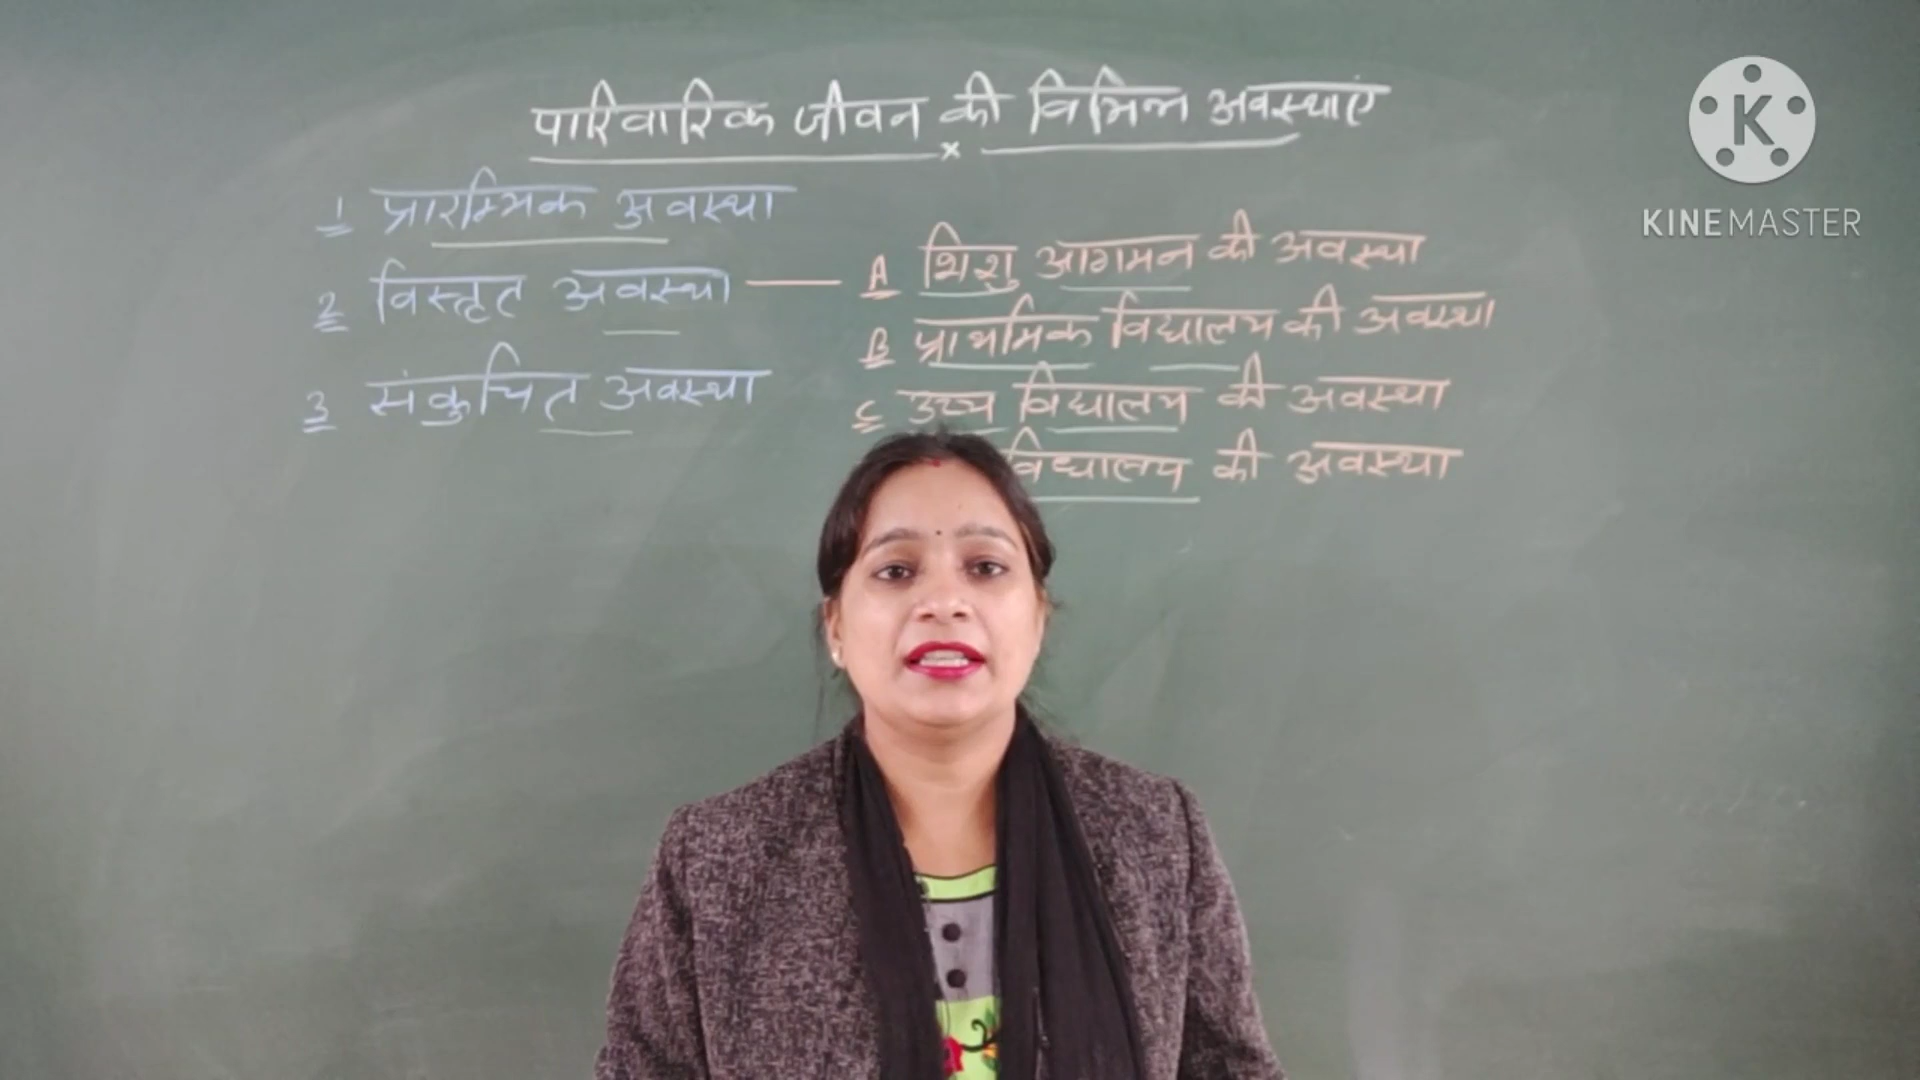 पारिवारिक जीवन की विभिन्न अवस्थाएं
1 प्रारम्भिक अवस्था
2 विस्तृत अवस्था —
A शिशु आगमन की अवस्था
B प्राथमिक विद्यालय की अवस्था
C उच्च विद्यालय की अवस्था
विद्यालय की अवस्था
3 संकुचित अवस्था
K
KINEMASTER